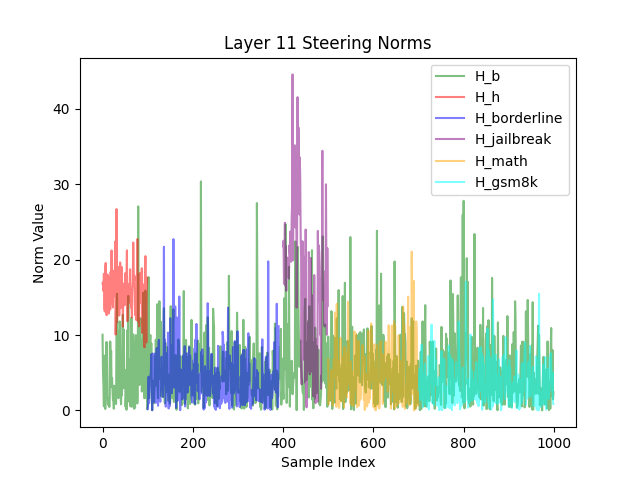 Layer 11 Steering Norms
Norm Value
40
30
20
10
0
0
200
400
600
800
1000
Sample Index
H_b
H_h
H_borderline
H_jailbreak
H_math
H_gsm8k